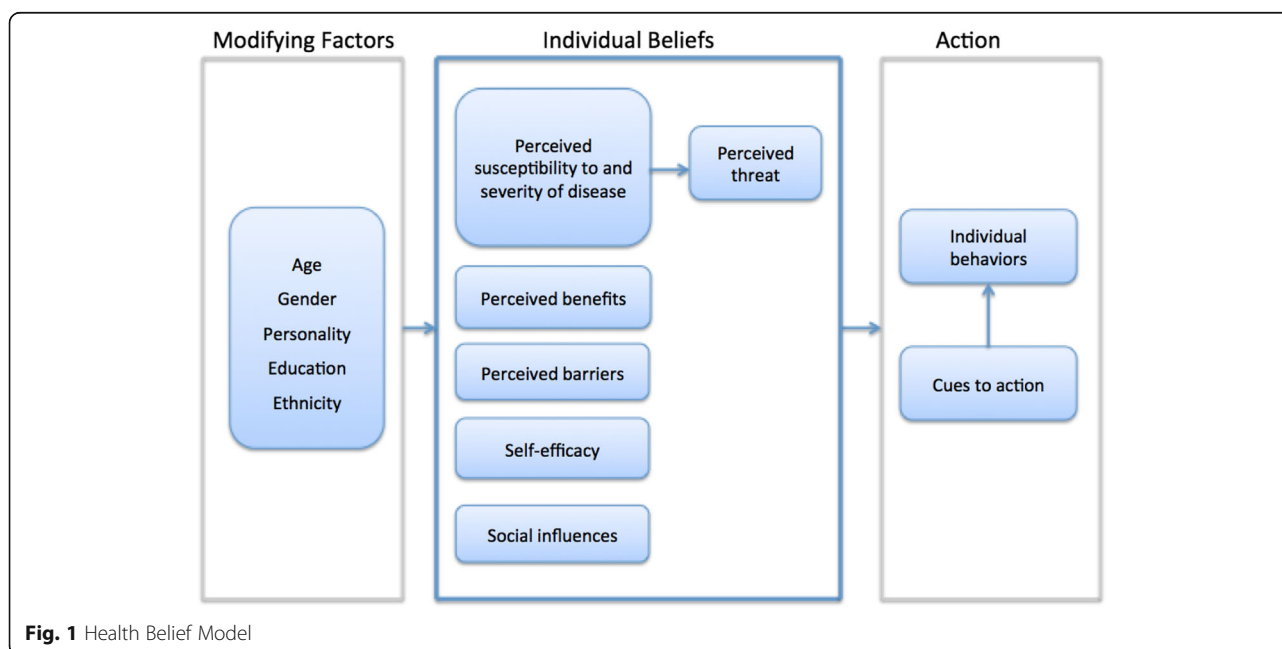 Modifying Factors
Individual Beliefs
Action
Age
Gender
Personality
Education
Ethnicity
Perceived
susceptibility to and
severity of disease
Perceived
threat
Perceived benefits
Perceived barriers
Self-efficacy
Social influences
Individual
behaviors
Cues to action
Fig. 1 Health Belief Model